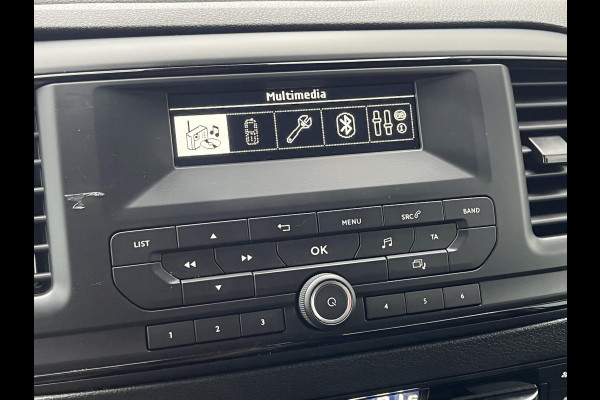 Multimedia
LIST
MENU
SRC
BAND
OK
TA
1
2
3
4
5
6